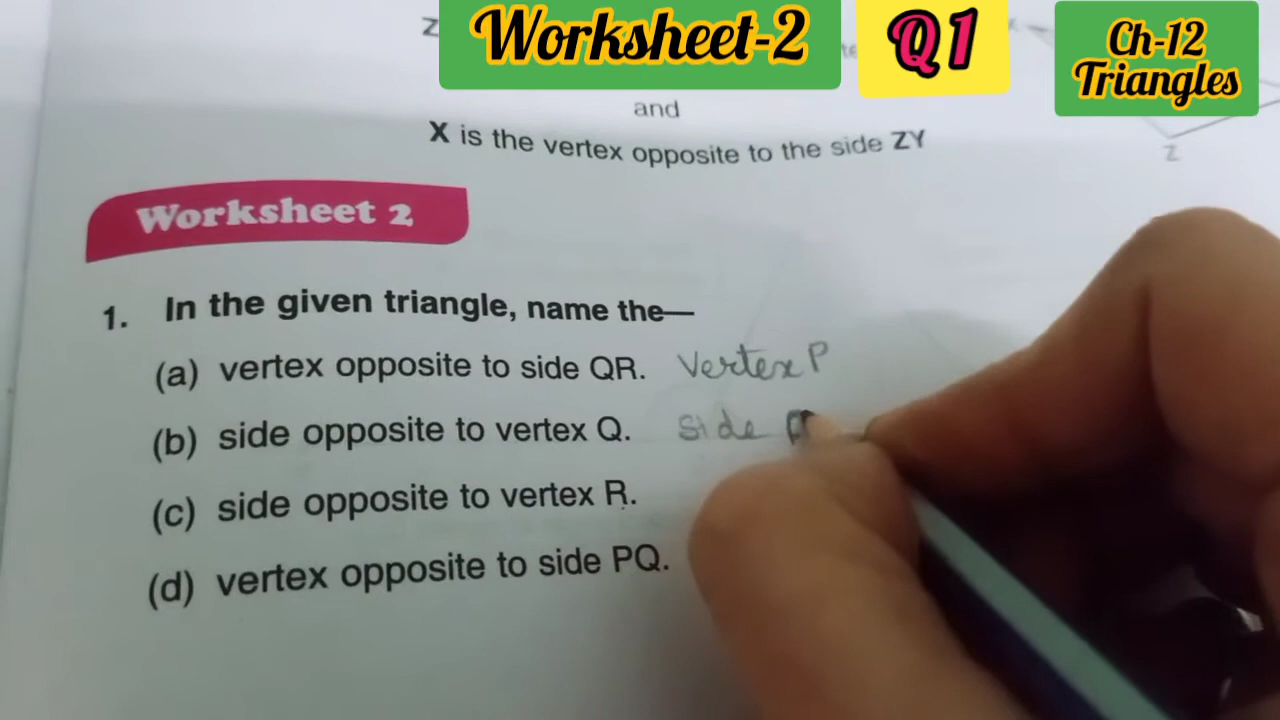 Worksheet-2
Q1
Ch-12
Triangles
Z
and
X is the vertex opposite to the side ZY
Z
Worksheet 2
1. In the given triangle, name the—
(a) vertex opposite to side QR. Vertex P
(b) side opposite to vertex Q. side
(c) side opposite to vertex R.
(d) vertex opposite to side PQ.